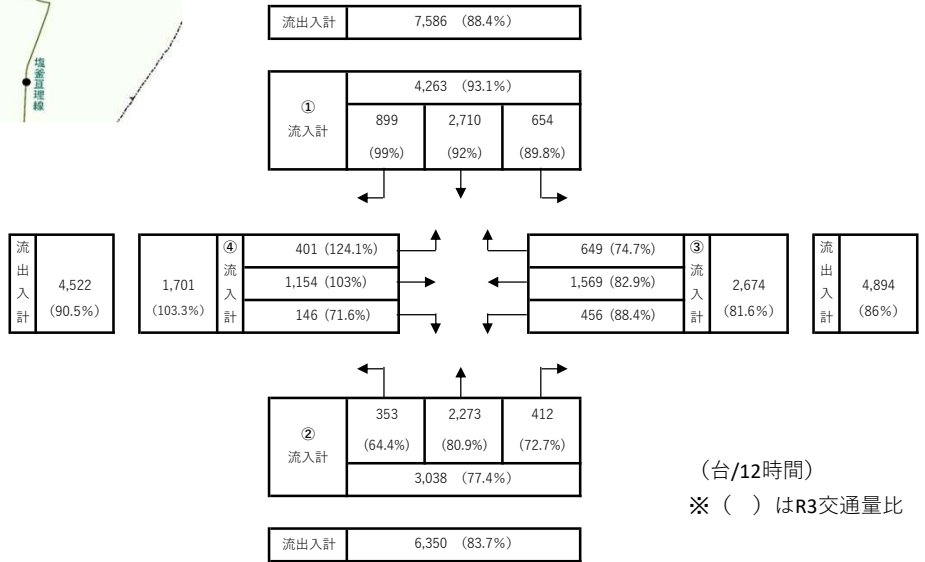 塩釜亘理線
流出入計 7,586 (88.4%)
① 流入計
4,263 (93.1%)
899 2,710 654
(99%) (92%) (89.8%)
流出入計
4,522
(90.5%)
1,701
(103.3%)
④流入計
401 (124.1%)
1,154 (103%)
146 (71.6%)
649 (74.7%)
1,569 (82.9%)
456 (88.4%)
③流入計
2,674
(81.6%)
流出入計
4,894
(86%)
② 流入計
353 2,273 412
(64.4%) (80.9%) (72.7%)
3,038 (77.4%)
(台/12時間)
※( )はR3交通量比
流出入計 6,350 (83.7%)